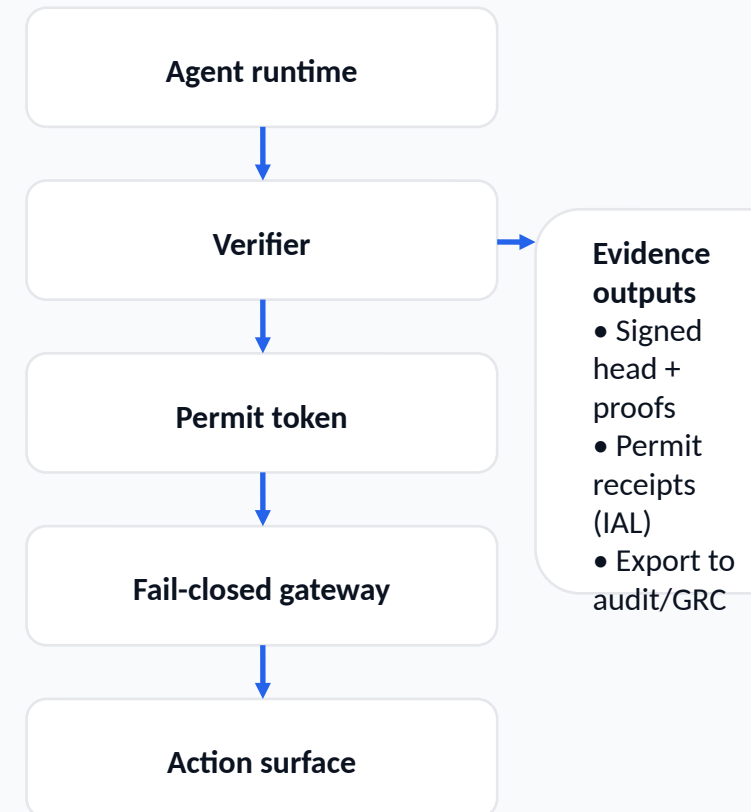 Agent runtime
Verifier
Evidence
outputs
• Signed
head +
proofs
• Permit
receipts
(IAL)
• Export to
audit/GRC
Permit token
Fail-closed gateway
Action surface